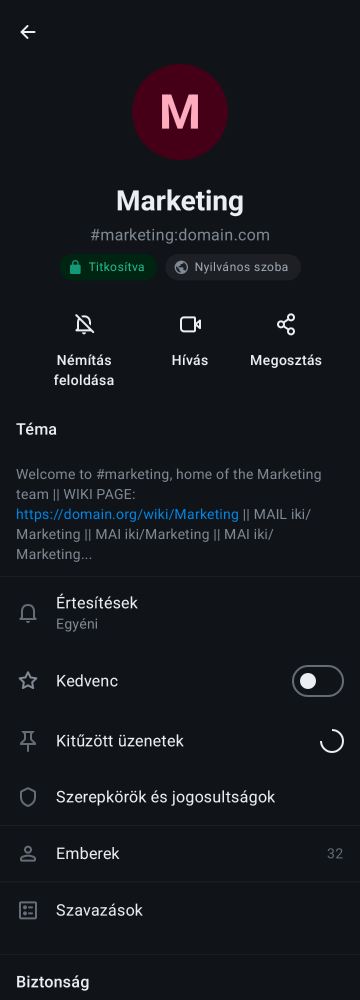 M
Marketing
#marketing:domain.com
Titkosítva
Nyilvános szoba
Némítás
feloldása
Hívás
Megosztás
Téma
Welcome to #marketing, home of the Marketing
team || WIKI PAGE:
https://domain.org/wiki/Marketing || MAIL iki/
Marketing || MAI iki/Marketing || MAI iki/
Marketing...
Értesítések
Egyéni
Kedvenc
Kitűzött üzenetek
Szerepkörök és jogosultságok
Emberek 32
Szavazások
Biztonság